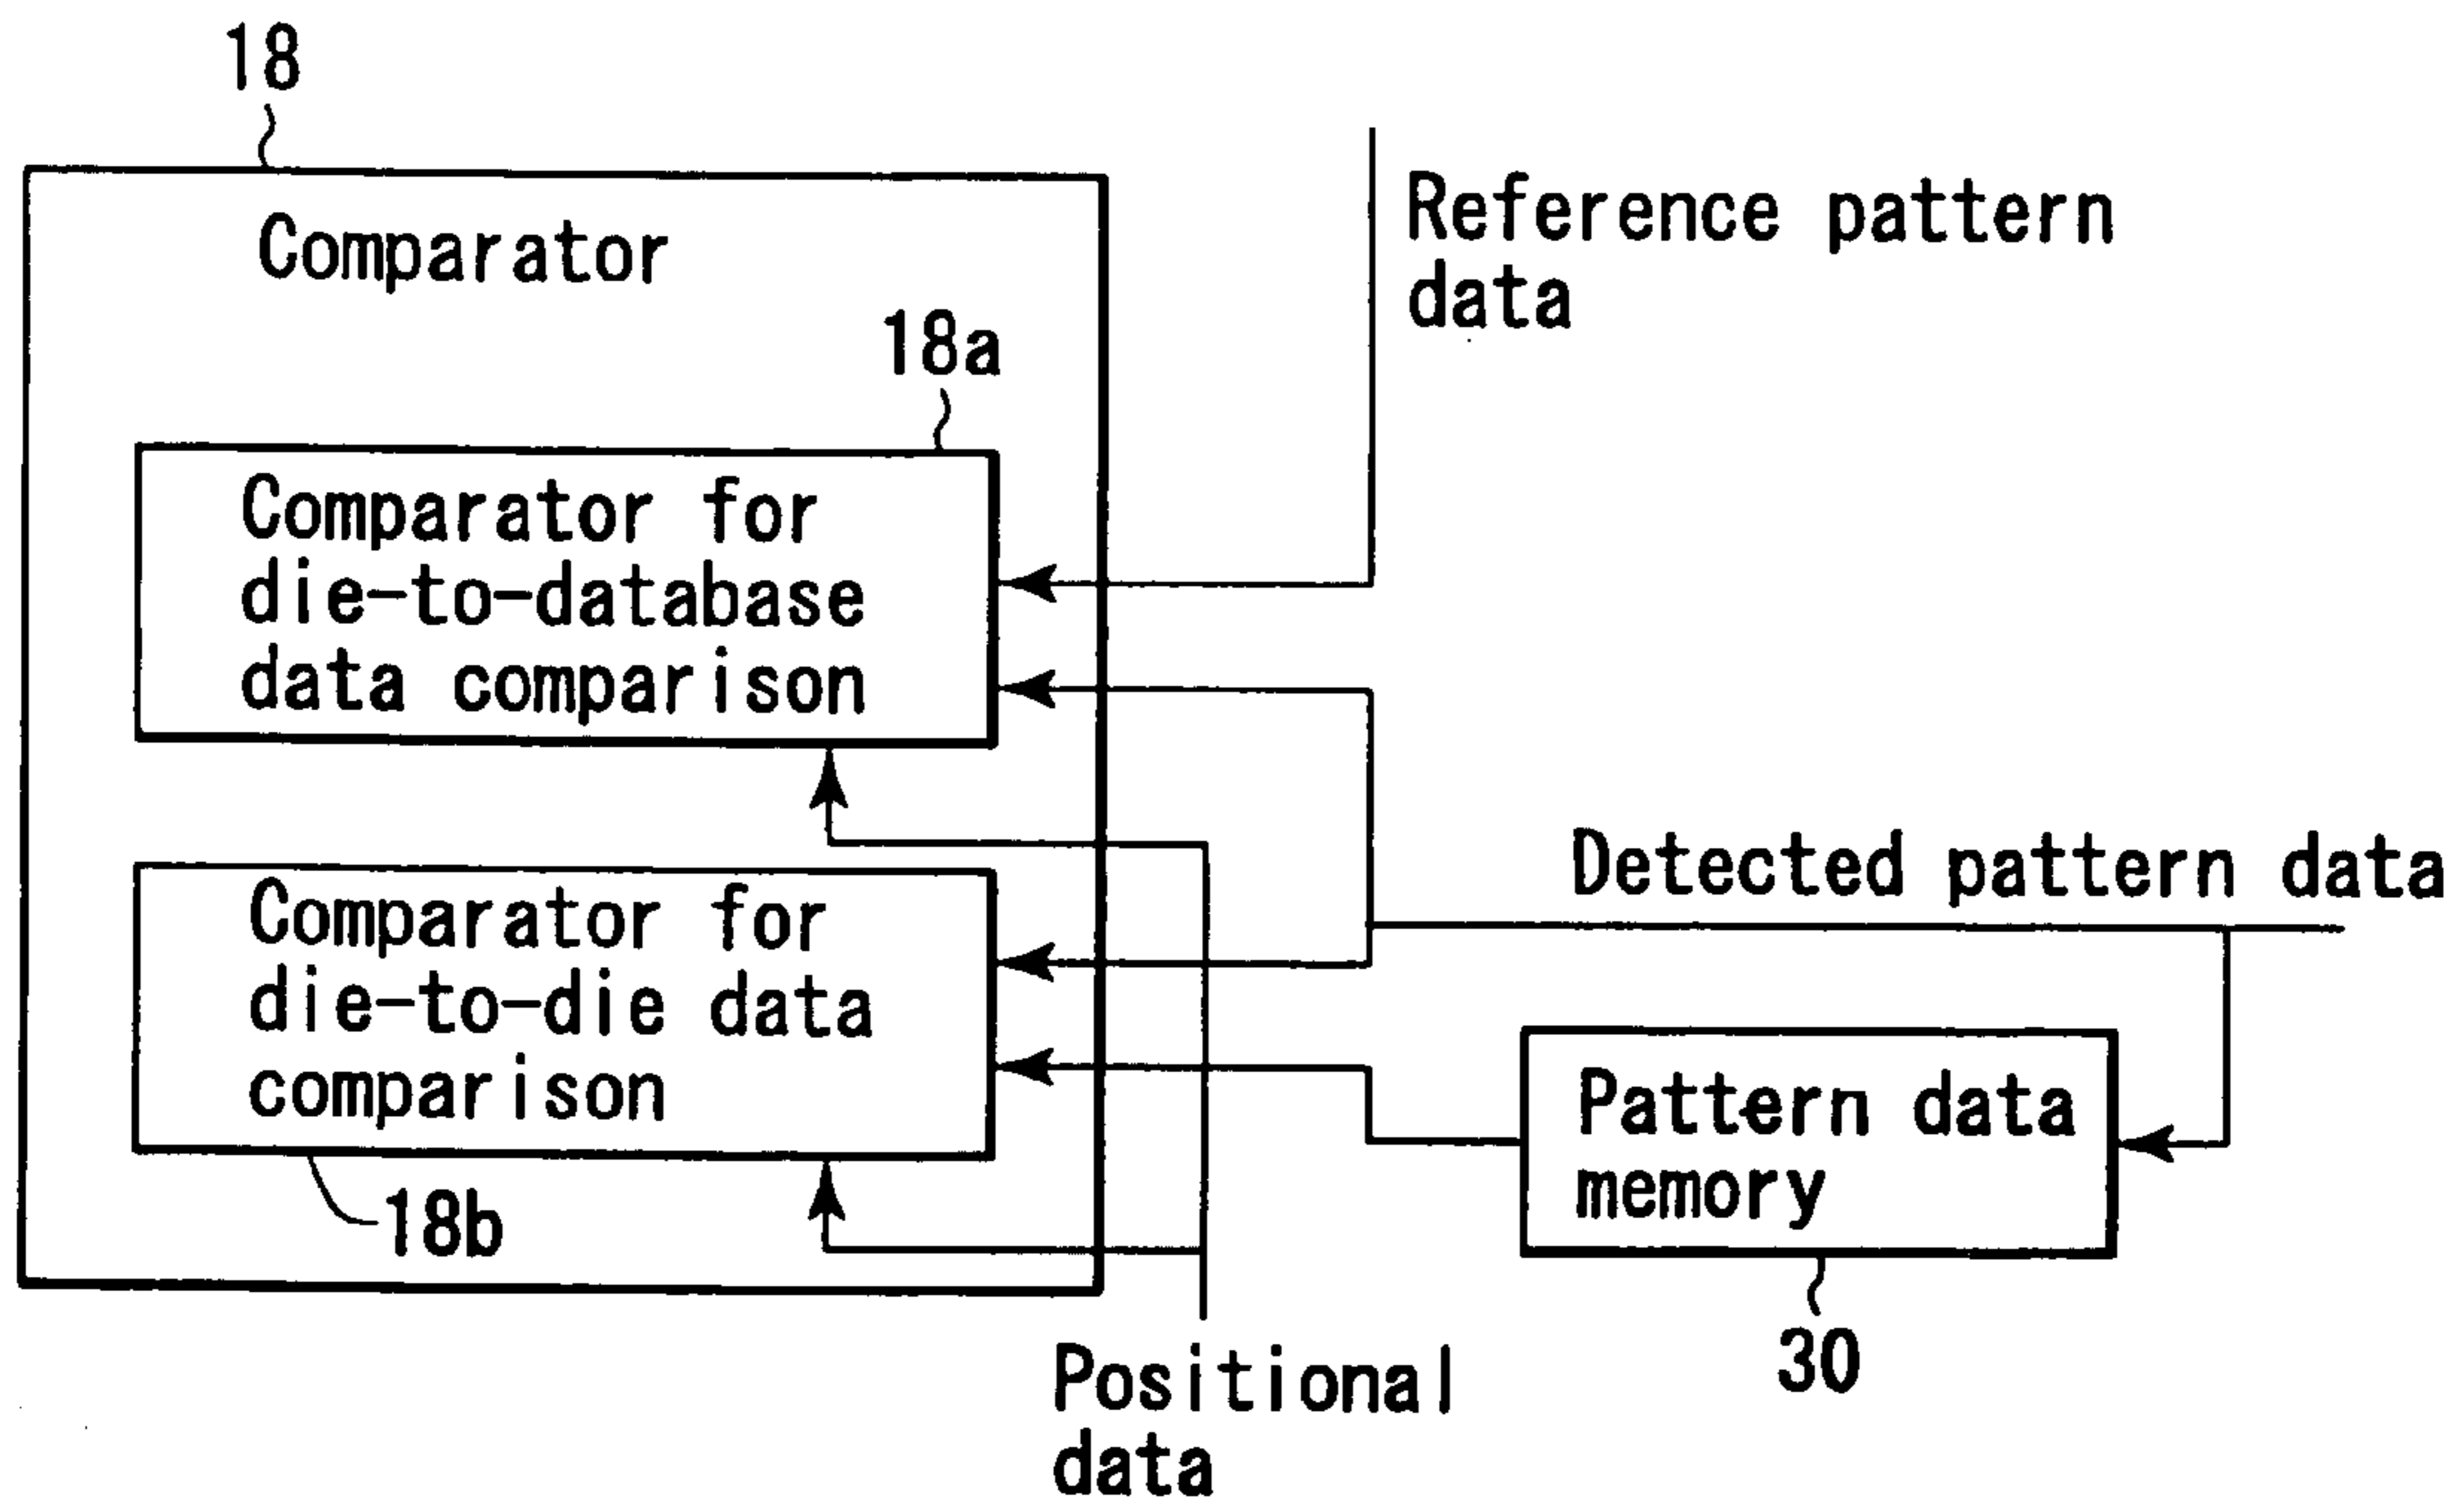 18
Comparator
Reference pattern
data
18a
Comparator for
die-to-database
data comparison
Detected pattern data
Comparator for
die-to-die data
comparison
Pattern data
memory
18b
30
Positional
data